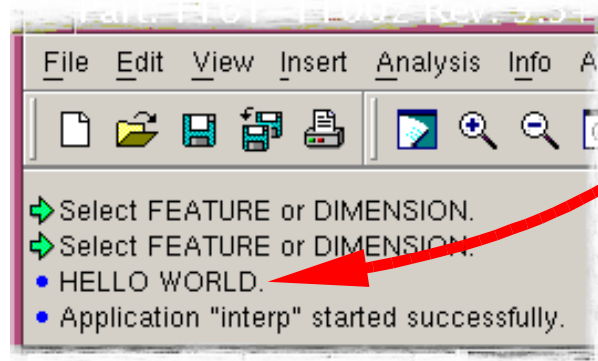 File Edit View Insert Analysis Info
Select FEATURE or DIMENSION.
Select FEATURE or DIMENSION.
HELLO WORLD.
Application "interp" started successfully.